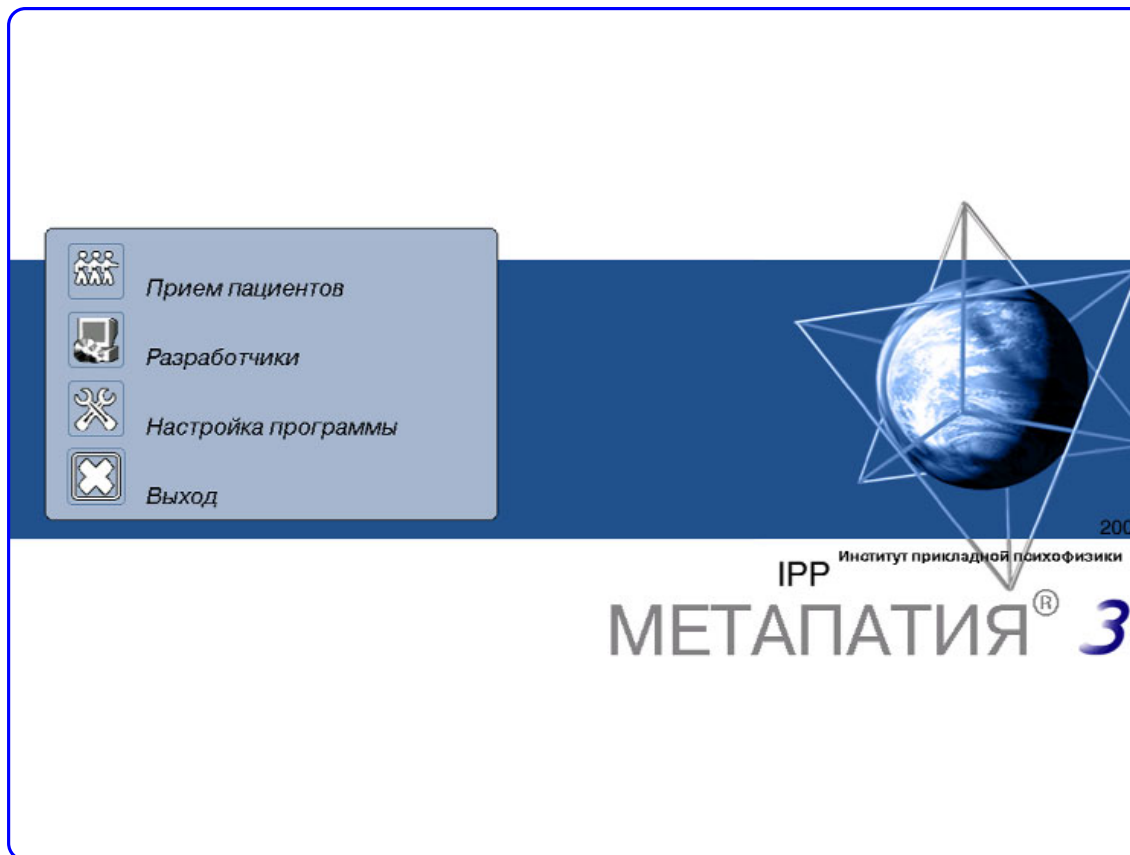 Прием пациентов
Разработчики
Настройка программы
Выход
200
IPP Институт прикладной психофизики
МЕТАПАТИЯ® 3